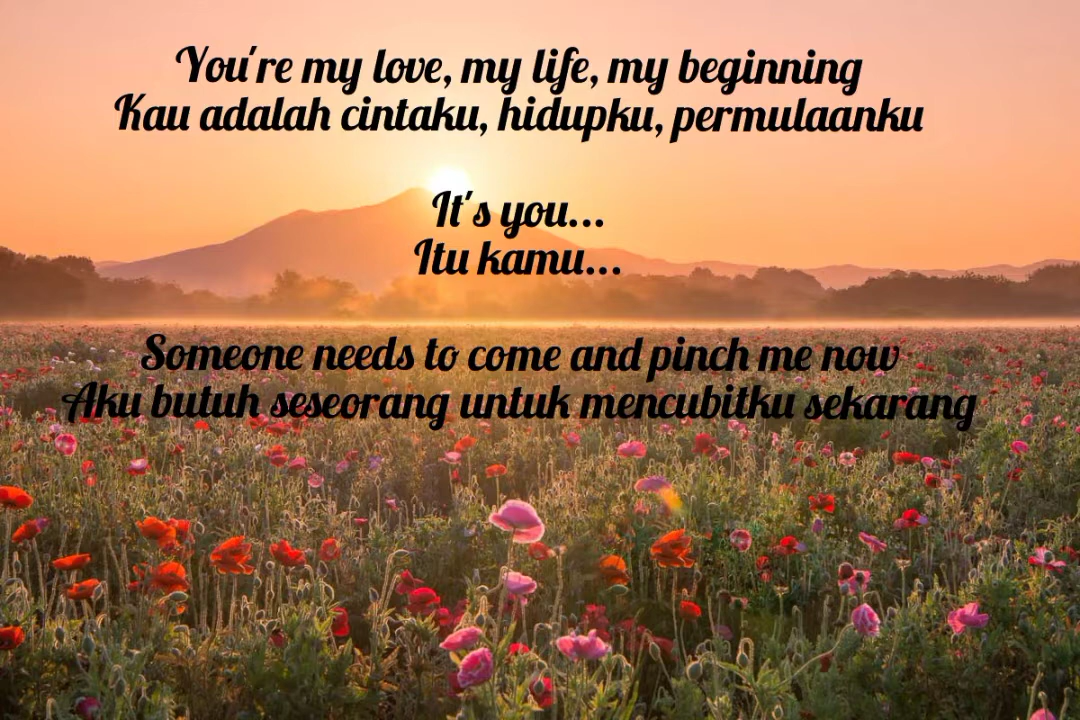 You're my love, my life, my beginning
Kau adalah cintaku, hidupku, permulaanku
It's you...
Itu kamu...
Someone needs to come and pinch me now
Aku butuh seseorang untuk mencubitku sekarang